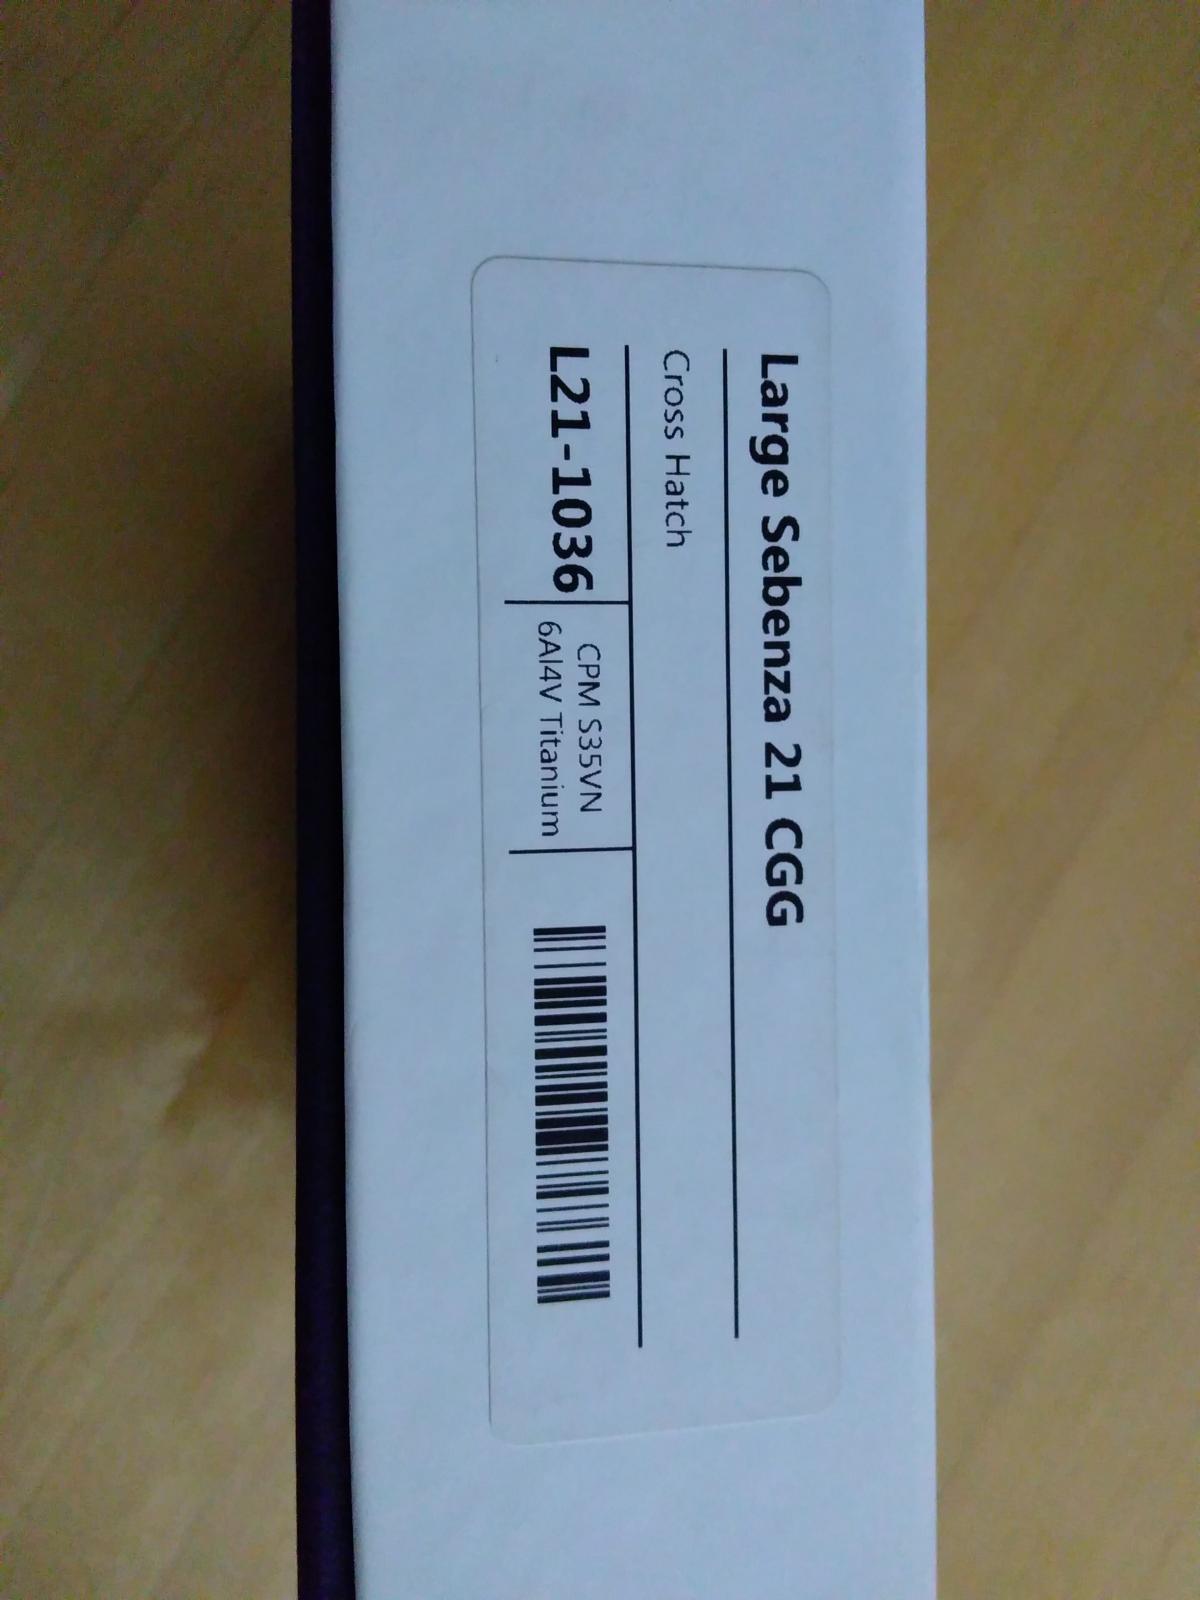 Large Sebenza 21 CGG
Cross Hatch
L21-1036
CPM S35VN
6Al4V Titanium